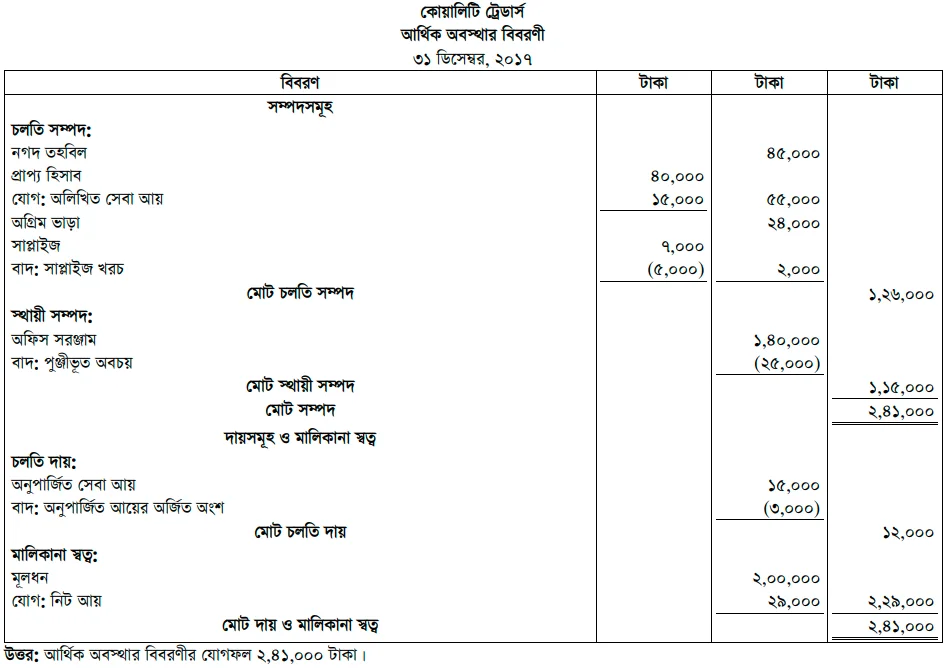 কোয়ালিটি ট্রেডার্স
আর্থিক অবস্থার বিবরণী
৩১ ডিসেম্বর, ২০১৭
বিবরণ টাকা টাকা টাকা
সম্পদসমূহ
চলতি সম্পদ:
নগদ তহবিল ৪৫,০০০
প্রাপ্য হিসাব ৪০,০০০
যোগ: অলিখিত সেবা আয় ১৫,০০০ ৫৫,০০০
অগ্রিম ভাড়া ২৪,০০০
সাপ্লাইজ ৭,০০০
বাদ: সাপ্লাইজ খরচ (৫,০০০) ২,০০০
মোট চলতি সম্পদ ১,২৬,০০০
স্থায়ী সম্পদ:
অফিস সরঞ্জাম ১,৪০,০০০
বাদ: পুঞ্জীভূত অবচয় (২৫,০০০)
মোট স্থায়ী সম্পদ ১,১৫,০০০
মোট সম্পদ ২,৪১,০০০
দায়সমূহ ও মালিকানা স্বত্ব
চলতি দায়:
অনুপার্জিত সেবা আয় ১৫,০০০
বাদ: অনুপার্জিত আয়ের অর্জিত অংশ (৩,০০০)
মোট চলতি দায় ১২,০০০
মালিকানা স্বত্ব:
মূলধন ২,০০,০০০
যোগ: নিট আয় ২৯,০০০ ২,২৯,০০০
মোট দায় ও মালিকানা স্বত্ব ২,৪১,০০০
উত্তর: আর্থিক অবস্থার বিবরণীর যোগফল ২,৪১,০০০ টাকা।